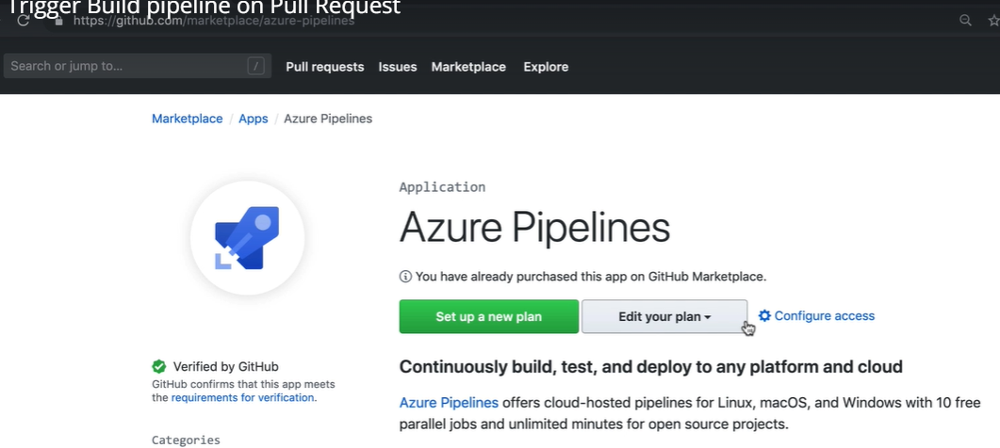 Trigger Build pipeline on Pull Request
https://github.com/marketplace/azure-pipelines
Search or jump to... /
Pull requests Issues Marketplace Explore
Marketplace / Apps / Azure Pipelines
Application
Azure Pipelines
You have already purchased this app on GitHub Marketplace.
Set up a new plan
Edit your plan
Configure access
Verified by GitHub
GitHub confirms that this app meets
the requirements for verification.
Continuously build, test, and deploy to any platform and cloud
Azure Pipelines offers cloud-hosted pipelines for Linux, macOS, and Windows with 10 free
parallel jobs and unlimited minutes for open source projects.
Categories